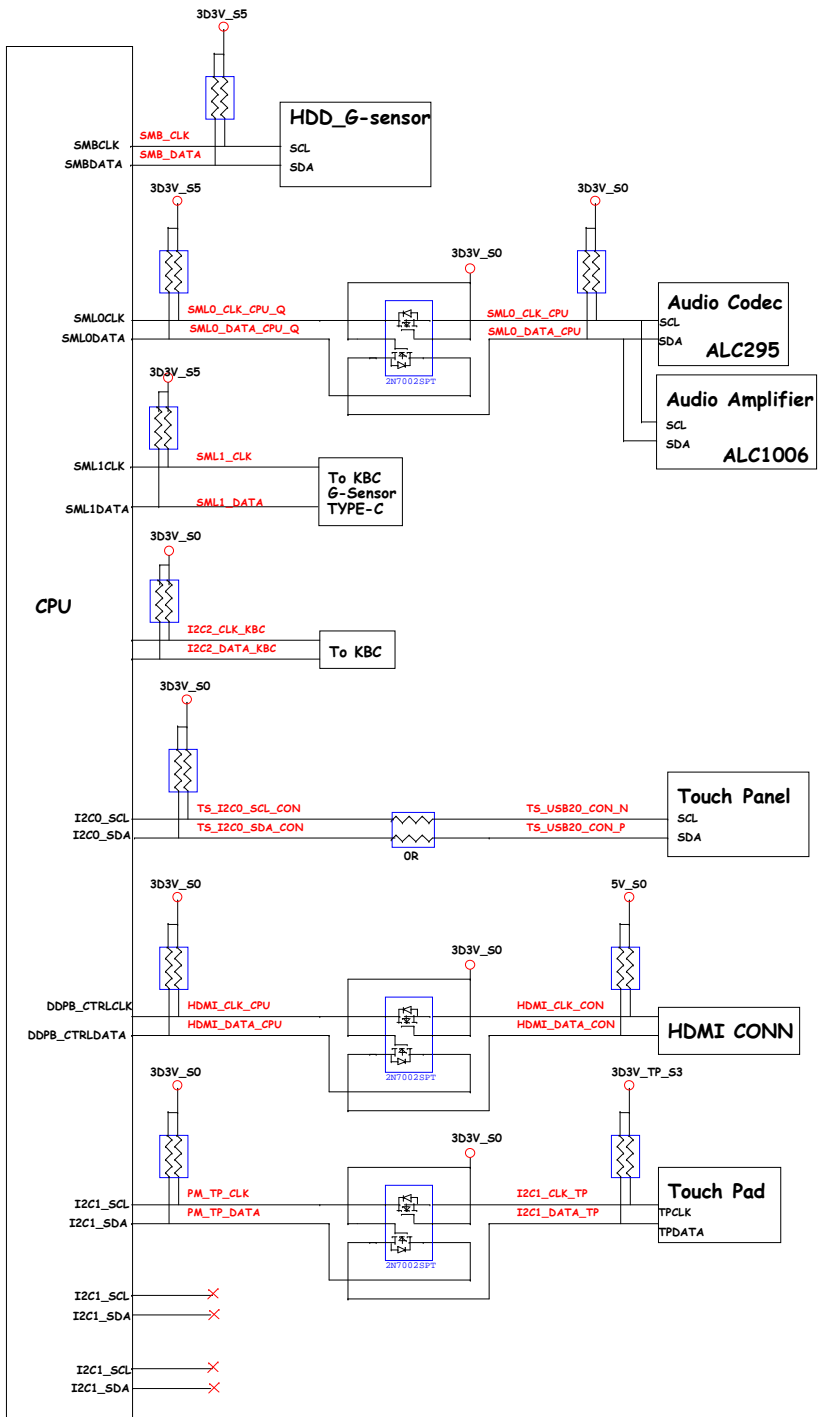 3D3V_S5
HDD_G-sensor
SMBCLK
SMB_CLK
SCL
SMBDATA
SMB_DATA
SDA
3D3V_S5
3D3V_S0
3D3V_S0
Audio Codec
SML0CLK
SML0_CLK_CPU_Q
SML0_CLK_CPU
SCL
SML0DATA
SML0_DATA_CPU_Q
SML0_DATA_CPU
SDA
ALC295
2N7002SPT
3D3V_S5
Audio Amplifier
SCL
SDA
ALC1006
SML1CLK
SML1_CLK
To KBC
G-Sensor
TYPE-C
SML1DATA
SML1_DATA
3D3V_S0
CPU
I2C2_CLK_KBC
I2C2_DATA_KBC
To KBC
3D3V_S0
Touch Panel
I2C0_SCL
TS_I2C0_SCL_CON
TS_USB20_CON_N
SCL
I2C0_SDA
TS_I2C0_SDA_CON
TS_USB20_CON_P
SDA
0R
3D3V_S0
5V_S0
3D3V_S0
DDPB_CTRLCLK
HDMI_CLK_CPU
HDMI_CLK_CON
DDPB_CTRLDATA
HDMI_DATA_CPU
HDMI_DATA_CON
HDMI CONN
2N7002SPT
3D3V_S0
3D3V_TP_S3
3D3V_S0
Touch Pad
I2C1_SCL
PM_TP_CLK
I2C1_CLK_TP
TPCLK
I2C1_SDA
PM_TP_DATA
I2C1_DATA_TP
TPDATA
2N7002SPT
I2C1_SCL
I2C1_SDA
I2C1_SCL
I2C1_SDA